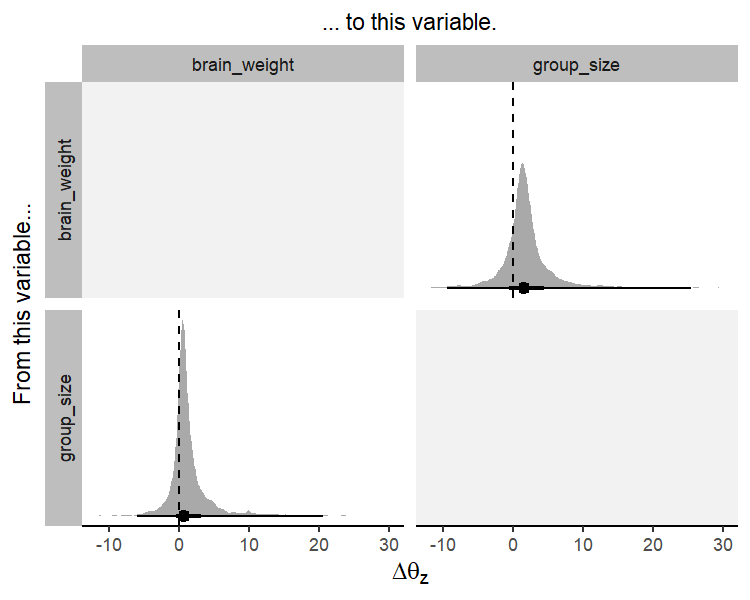 ... to this variable.
brain_weight
group_size
From this variable...
brain_weight
group_size
-10 0 10 20 30
-10 0 10 20 30
Δθz